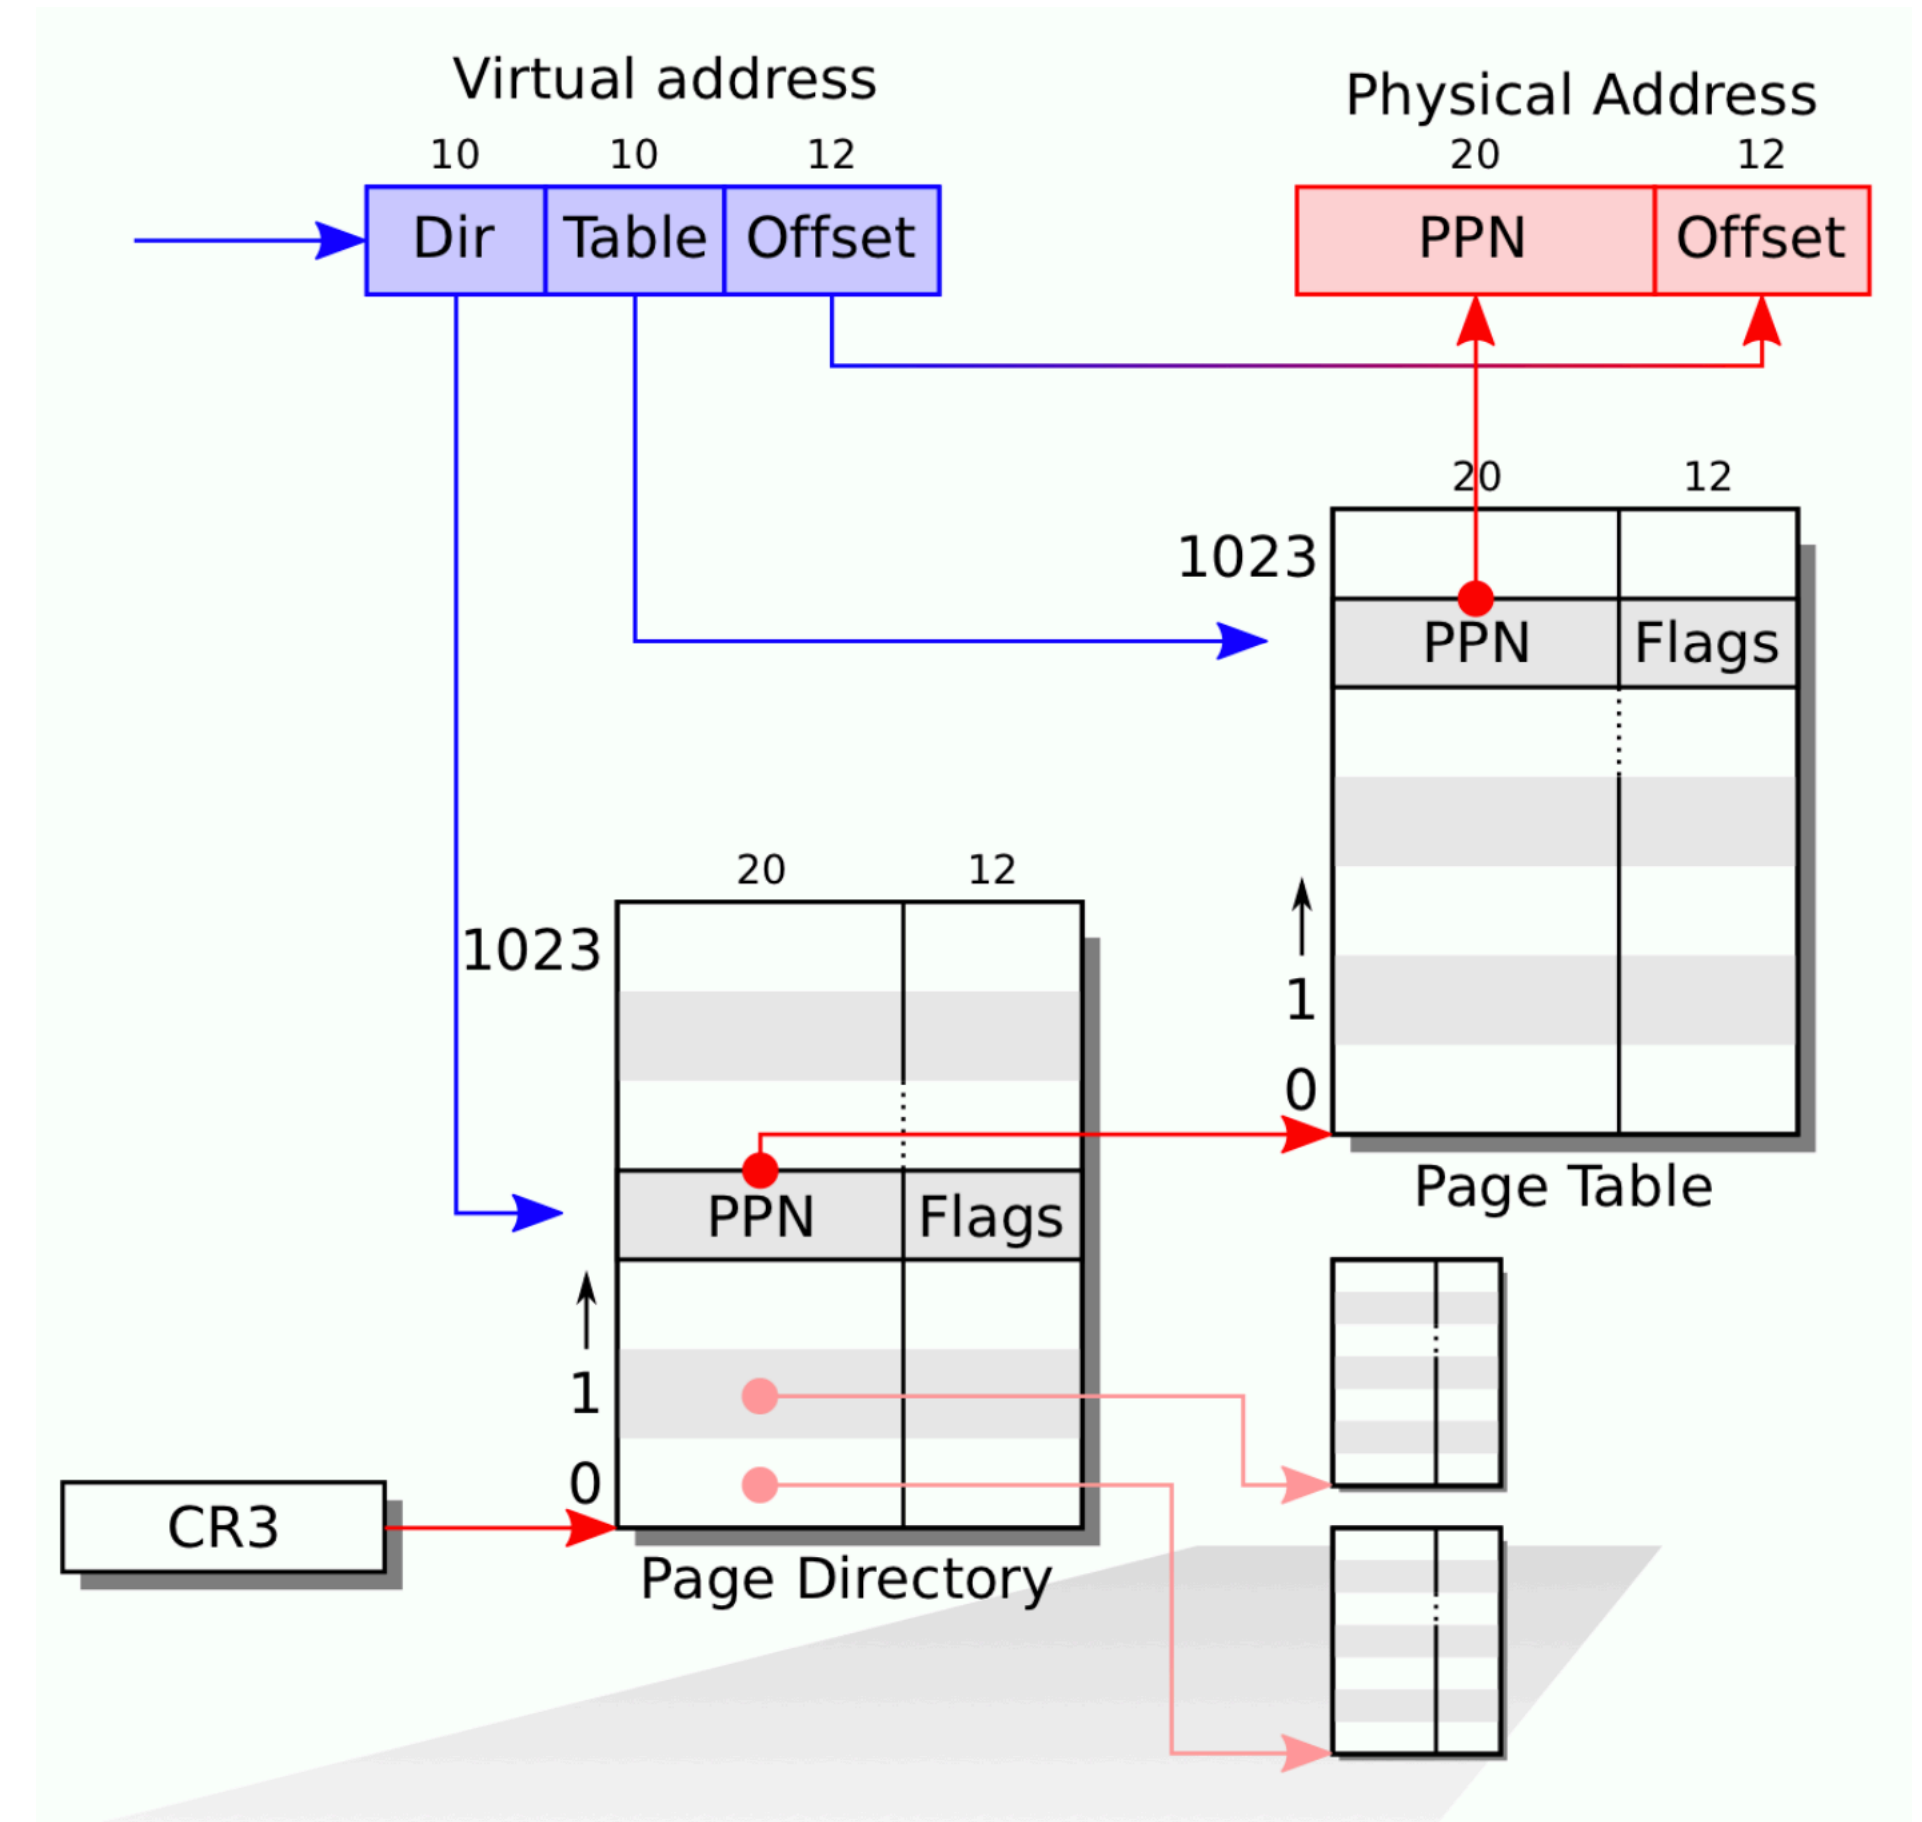 Virtual address
10 10 12
Dir Table Offset
Physical Address
20 12
PPN Offset
20 12
1023
PPN Flags
1
0
Page Table
20 12
1023
PPN Flags
1
0
Page Directory
CR3